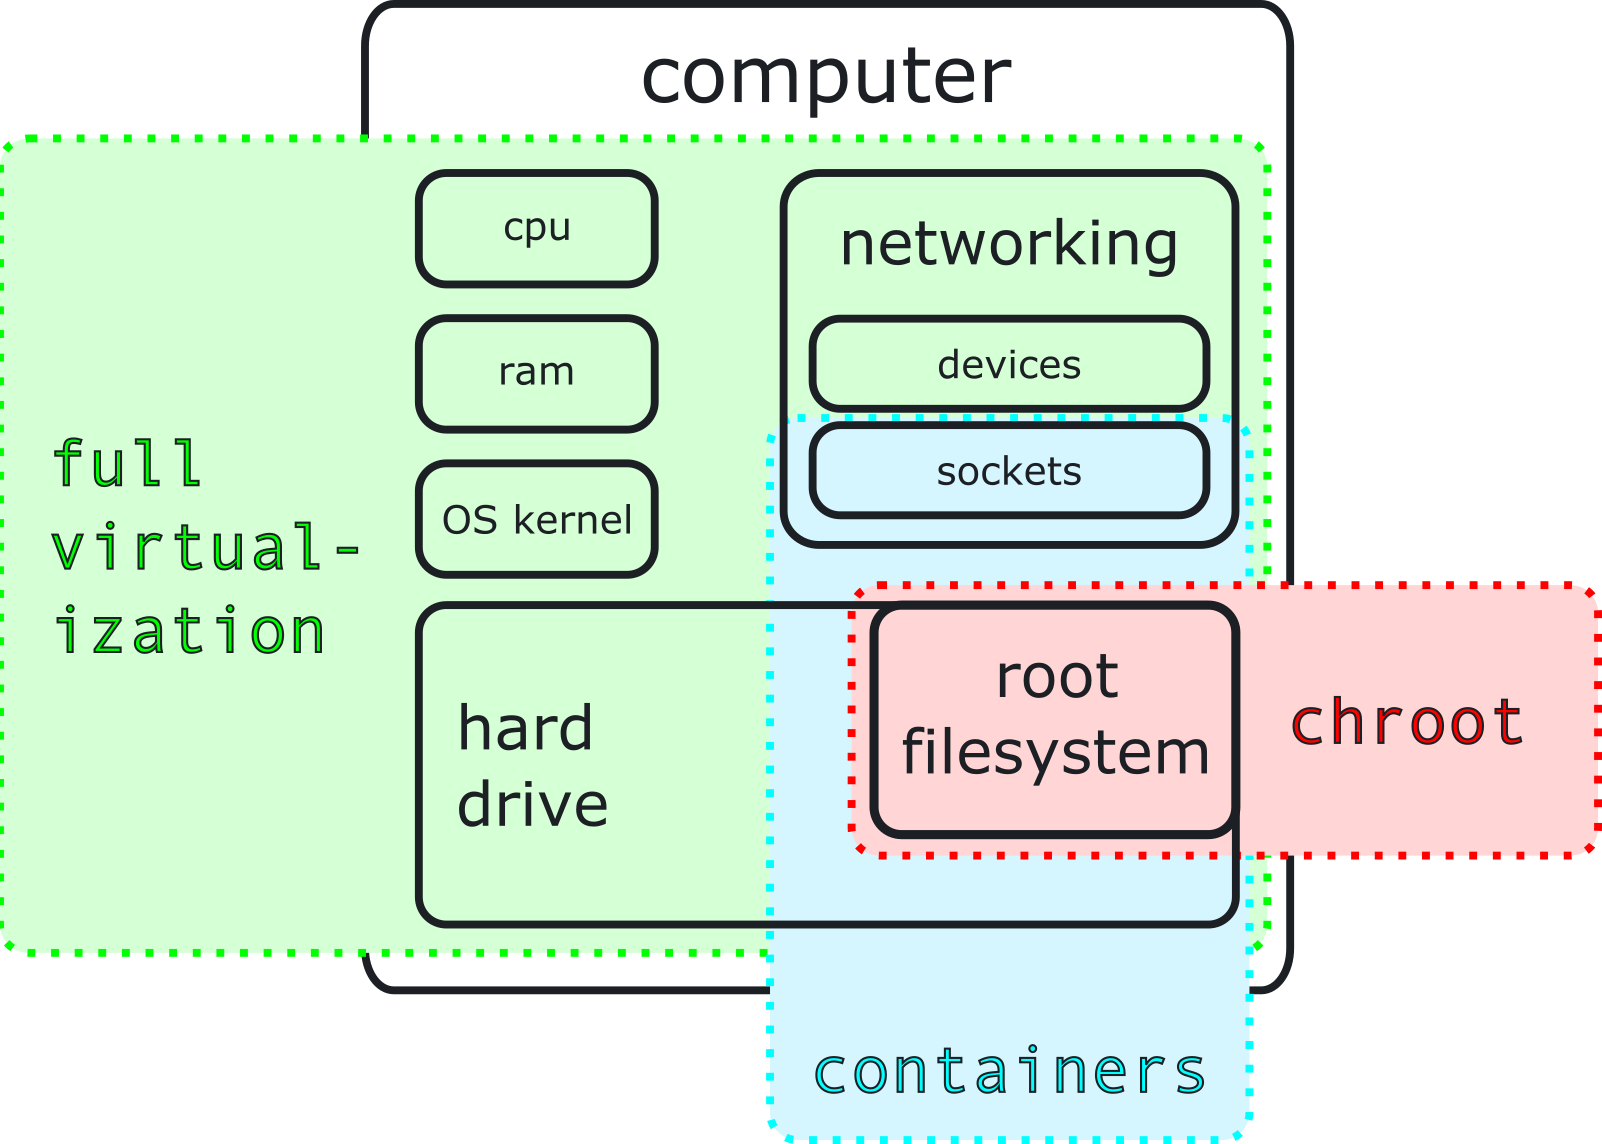 computer
cpu
ram
OS kernel
networking
devices
sockets
full
virtual-
ization
hard
drive
root
filesystem
chroot
containers